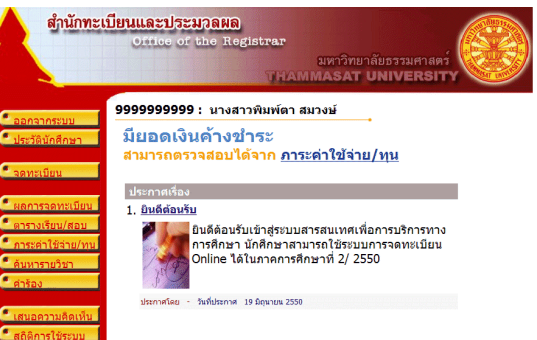 สำนักทะเบียนและประมวลผล
Office of the Registrar
มหาวิทยาลัยธรรมศาสตร์
THAMMASAT UNIVERSITY
9999999999 : นางสาวพิมพ์ดา สมวงษ์
ออกจากระบบ
ประวัตินักศึกษา
จดทะเบียน
ผลการจดทะเบียน
ตารางเรียน/สอบ
ภาระค่าใช้จ่าย/ทุน
ค้นหารายวิชา
คำร้อง
เสนอความคิดเห็น
สถิติการใช้ระบบ
มียอดเงินค้างชำระ
สามารถตรวจสอบได้จาก ภาระค่าใช้จ่าย/ทุน
ประกาศเรื่อง
1. ยินดีต้อนรับ
ยินดีต้อนรับเข้าสู่ระบบสารสนเทศเพื่อการบริการทาง
การศึกษา นักศึกษาสามารถใช้ระบบการจดทะเบียน
Online ได้ในภาคการศึกษาที่ 2/ 2550
ประกาศโดย - วันที่ประกาศ 19 มิถุนายน 2550